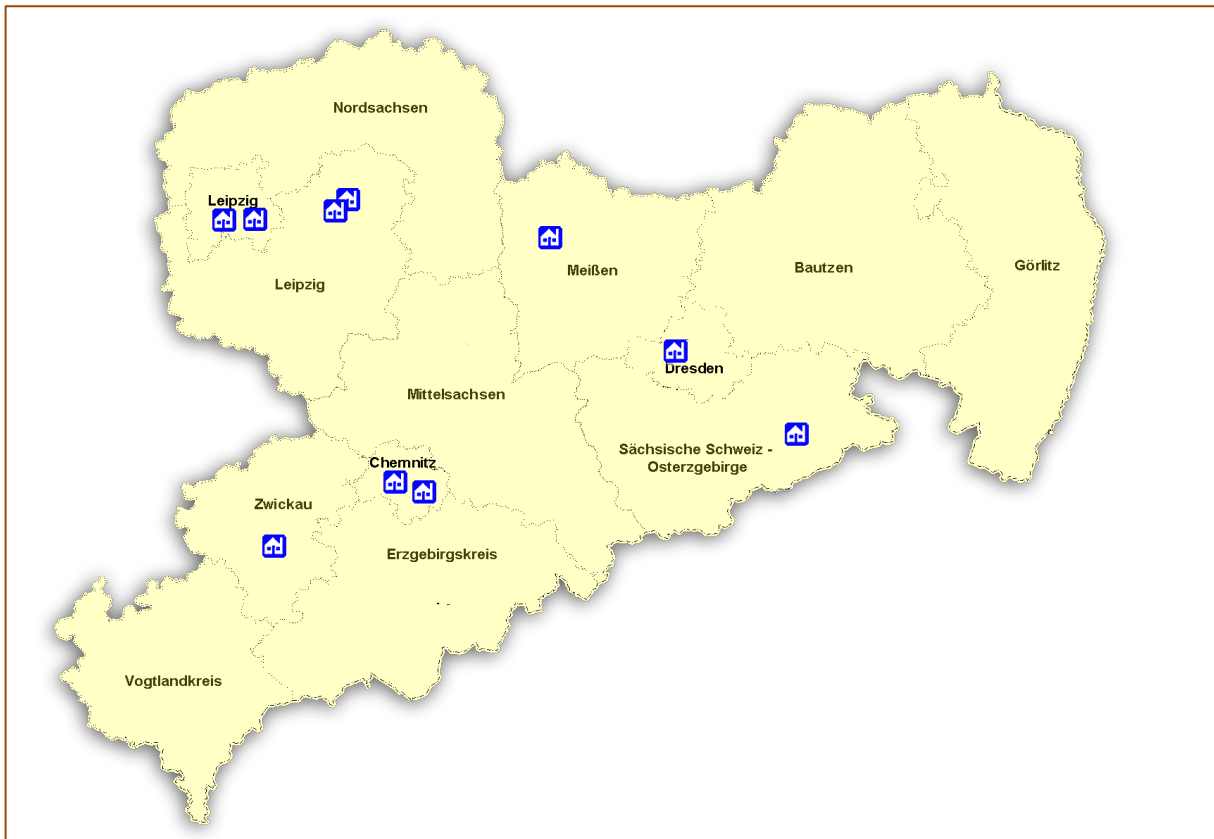 Nordsachsen
Leipzig
Leipzig
Meißen
Bautzen
Görlitz
Dresden
Mittelsachsen
Sächsische Schweiz -
Osterzgebirge
Chemnitz
Zwickau
Erzgebirgskreis
Vogtlandkreis